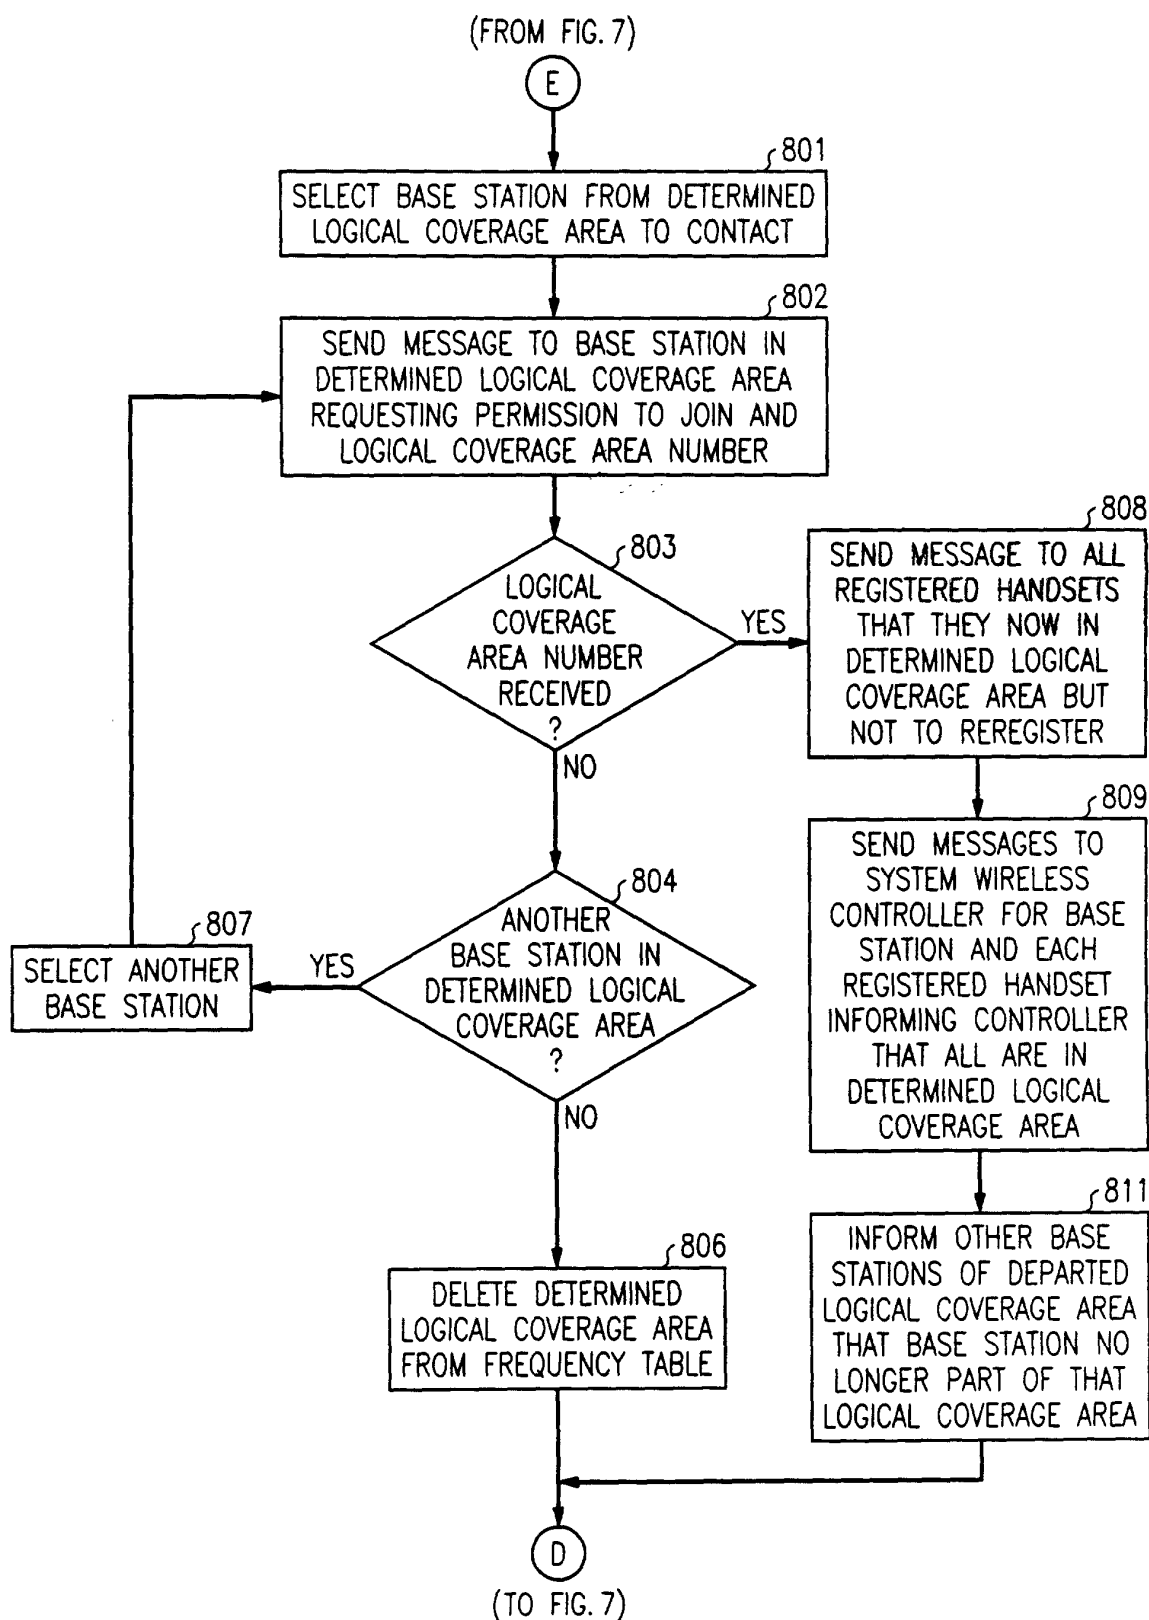 (FROM FIG. 7)
E
801
SELECT BASE STATION FROM DETERMINED
LOGICAL COVERAGE AREA TO CONTACT
802
SEND MESSAGE TO BASE STATION IN
DETERMINED LOGICAL COVERAGE AREA
REQUESTING PERMISSION TO JOIN AND
LOGICAL COVERAGE AREA NUMBER
803
LOGICAL
COVERAGE
AREA NUMBER
RECEIVED
?
YES
NO
808
SEND MESSAGE TO ALL
REGISTERED HANDSETS
THAT THEY NOW IN
DETERMINED LOGICAL
COVERAGE AREA BUT
NOT TO REREGISTER
809
SEND MESSAGES TO
SYSTEM WIRELESS
CONTROLLER FOR BASE
STATION AND EACH
REGISTERED HANDSET
INFORMING CONTROLLER
THAT ALL ARE IN
DETERMINED LOGICAL
COVERAGE AREA
804
ANOTHER
BASE STATION IN
DETERMINED LOGICAL
COVERAGE AREA
?
YES
NO
807
SELECT ANOTHER
BASE STATION
811
INFORM OTHER BASE
STATIONS OF DEPARTED
LOGICAL COVERAGE AREA
THAT BASE STATION NO
LONGER PART OF THAT
LOGICAL COVERAGE AREA
806
DELETE DETERMINED
LOGICAL COVERAGE AREA
FROM FREQUENCY TABLE
D
(TO FIG. 7)